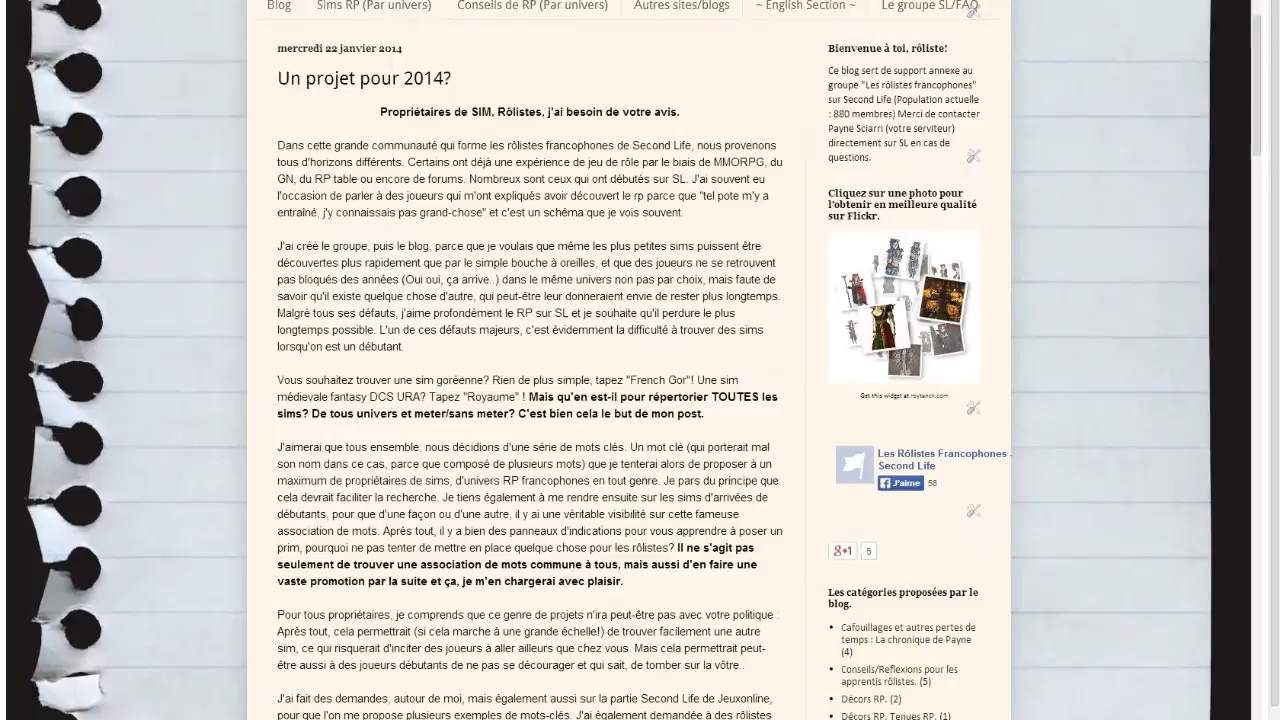 Blog
Sims RP (Par univers)
Conseils de RP (Par univers)
Autres sites/blogs
~ English Section ~
Le groupe SL/FAQ
mercredi 22 janvier 2014
Un projet pour 2014?
Propriétaires de SIM, Rôlistes, j'ai besoin de votre avis.
Dans cette grande communauté qui forme les rôlistes francophones de Second Life, nous provenons
tous d'horizons différents. Certains ont déjà une expérience de jeu de rôle par le biais de MMORPG, du
GN, du RP table ou encore de forums. Nombreux sont ceux qui ont débutés sur SL. J'ai souvent eu
l'occasion de parler à des joueurs qui m'ont expliqués avoir découvert le rp parce que "tel pote m'y a
entraîné, j'y connaissais pas grand-chose" et c'est un schéma que je vois souvent.
J'ai créé le groupe, puis le blog, parce que je voulais que même les plus petites sims puissent être
découvertes plus rapidement que par le simple bouche à oreilles, et que des joueurs ne se retrouvent
pas bloqués des années (Oui oui, ça arrive..) dans le même univers non pas par choix, mais faute de
savoir qu'il existe quelque chose d'autre, qui peut-être leur donneraient envie de rester plus longtemps.
Malgré tous ses défauts, j'aime profondément le RP sur SL et je souhaite qu'il perdure le plus
longtemps possible. L'un de ces défauts majeurs, c'est évidemment la difficulté à trouver des sims
lorsqu'on est un débutant.
Vous souhaitez trouver une sim goréenne? Rien de plus simple, tapez "French Gor"! Une sim
médievale fantasy DCS URA? Tapez "Royaume" ! Mais qu'en est-il pour répertorier TOUTES les
sims? De tous univers et meter/sans meter? C'est bien cela le but de mon post.
J'aimerai que tous ensemble, nous décidions d'une série de mots clés. Un mot clè (qui porterait mal
son nom dans ce cas, parce que composé de plusieurs mots) que je tenterai alors de proposer à un
maximum de propriétaires de sims, d'univers RP francophones en tout genre. Je pars du principe que
cela devrait faciliter la recherche. Je tiens également à me rendre ensuite sur les sims d'arrivées de
débutants, pour que d'une façon ou d'une autre, il y ai une véritable visibilité sur cette fameuse
association de mots. Après tout, il y a bien des panneaux d'indications pour vous apprendre à poser un
prim, pourquoi ne pas tenter de mettre en place quelque chose pour les rôlistes? Il ne s'agit pas
seulement de trouver une association de mots commune à tous, mais aussi d'en faire une
vaste promotion par la suite et ça, je m'en chargerai avec plaisir.
Pour tous propriétaires, je comprends que ce genre de projets n'ira peut-être pas avec votre politique :
Après tout, cela permettrait (si cela marche à une grande échelle!) de trouver facilement une autre
sim, ce qui risquerait d'inciter des joueurs à aller ailleurs que chez vous. Mais cela permettrait peut-
être aussi à des joueurs débutants de ne pas se décourager et qui sait, de tomber sur la vôtre..
J'ai fait des demandes, autour de moi, mais également aussi sur la partie Second Life de Jeuxonline,
pour que l'on me propose plusieurs exemples de mots-clés. J'ai également demandée à des rôlistes
Bienvenue à toi, rôliste!
Ce blog sert de support annexe au
groupe "Les rôlistes francophones"
sur Second Life (Population actuelle
: 880 membres) Merci de contacter
Payne Sciarri (votre serviteur)
directement sur SL en cas de
questions.
Cliquez sur une photo pour
l'obtenir en meilleure qualité
sur Flickr.
Get this widget at roytanck.com
Les Rôlistes Francophones
Second Life
J'aime 58
g+1 5
Les catégories proposées par le
blog.
Cafouillages et autres pertes de
temps : La chronique de Payne
(4)
Conseils/Reflexions pour les
apprentis rôlistes. (5)
Décors RP. (2)
Décors RP. Tenues RP. (1)